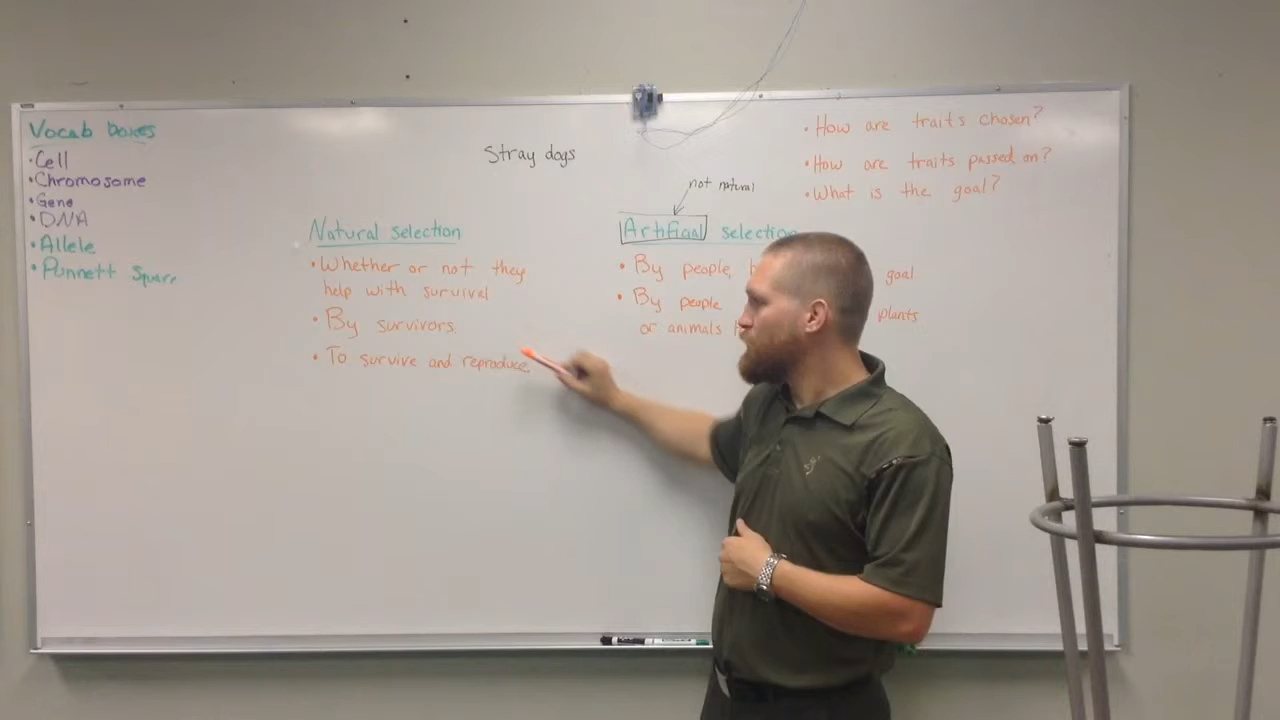 Vocab boxes
· Cell
· Chromosome
· Gene
· DNA
· Allele
· Punnett Square
Stray dogs
Natural selection
· Whether or not they
help with survival
· By survivors.
· To survive and reproduce
not natural
Artificial selection
· By people, goal
· By people plants
or animals
· How are traits chosen?
· How are traits passed on?
· What is the goal?